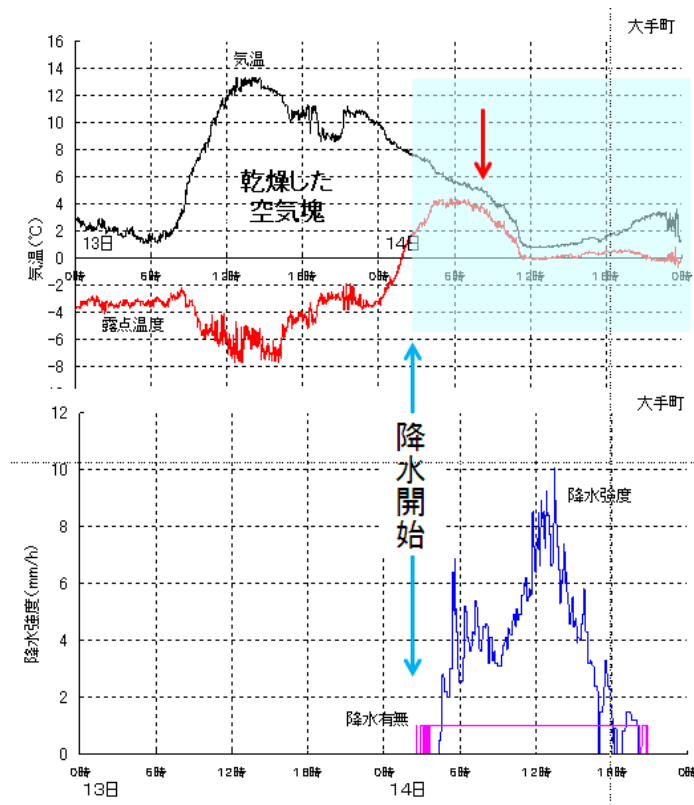 大手町
16
14
12
10
8
6
4
2
0
-2
-4
-6
-8
気温(℃)
気温
乾燥した
空気塊
13日
14日
0時
6時
12時
18時
0時
6時
12時
18時
0時
露点温度
大手町
12
10
8
6
4
2
0
降水強度(mm/h)
降水開始
降水強度
降水有無
0時
6時
12時
18時
0時
6時
12時
18時
0時
13日
14日